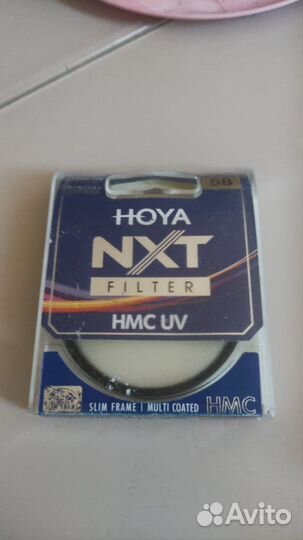 58
HOYA
NXT
FILTER
HMC UV
SLIM FRAME | MULTI COATED HMC
Avito